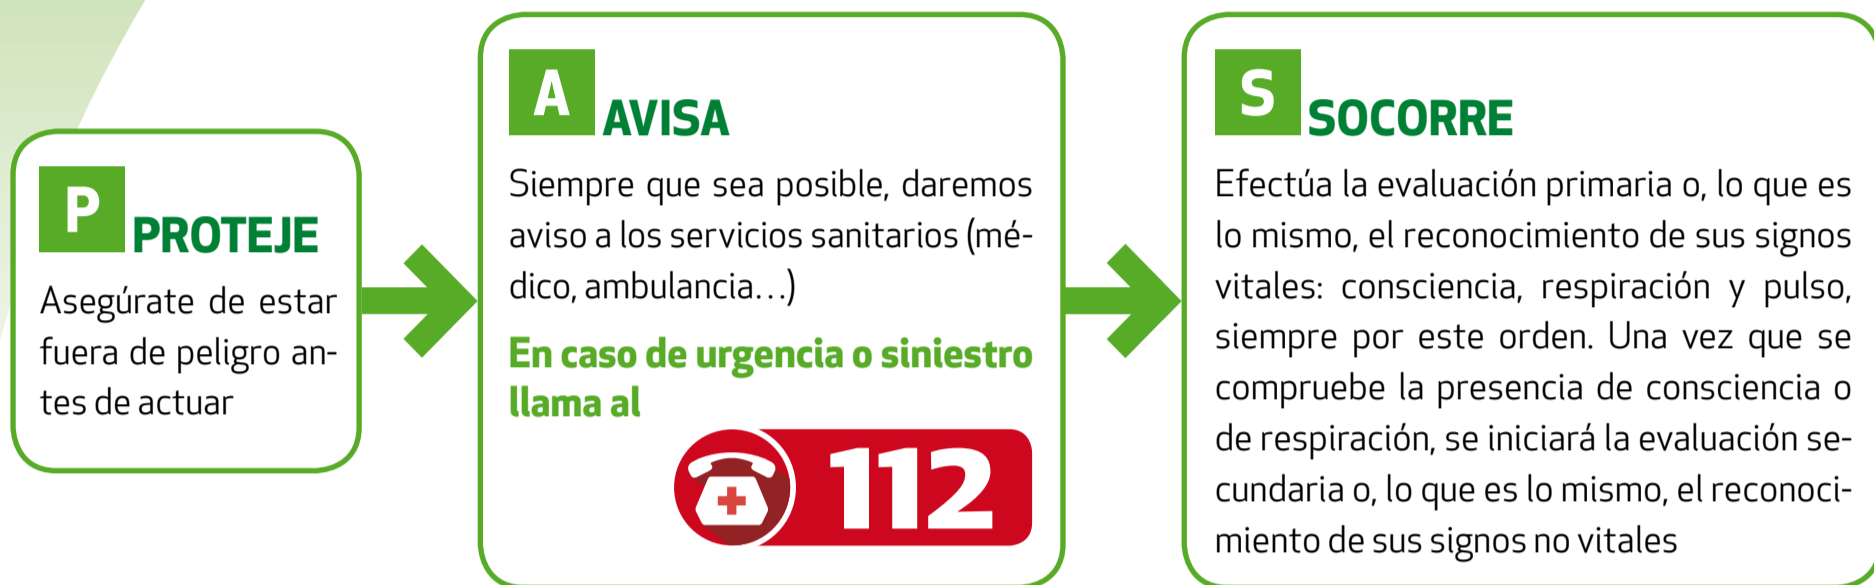 P PROTEJE
Asegúrate de estar
fuera de peligro an-
tes de actuar
A AVISA
Siempre que sea posible, daremos
aviso a los servicios sanitarios (mé-
dico, ambulancia...)
En caso de urgencia o siniestro
llama al
112
S SOCORRE
Efectúa la evaluación primaria o, lo que es
lo mismo, el reconocimiento de sus signos
vitales: consciencia, respiración y pulso,
siempre por este orden. Una vez que se
compruebe la presencia de consciencia o
de respiración, se iniciará la evaluación se-
cundaria o, lo que es lo mismo, el reconoci-
miento de sus signos no vitales